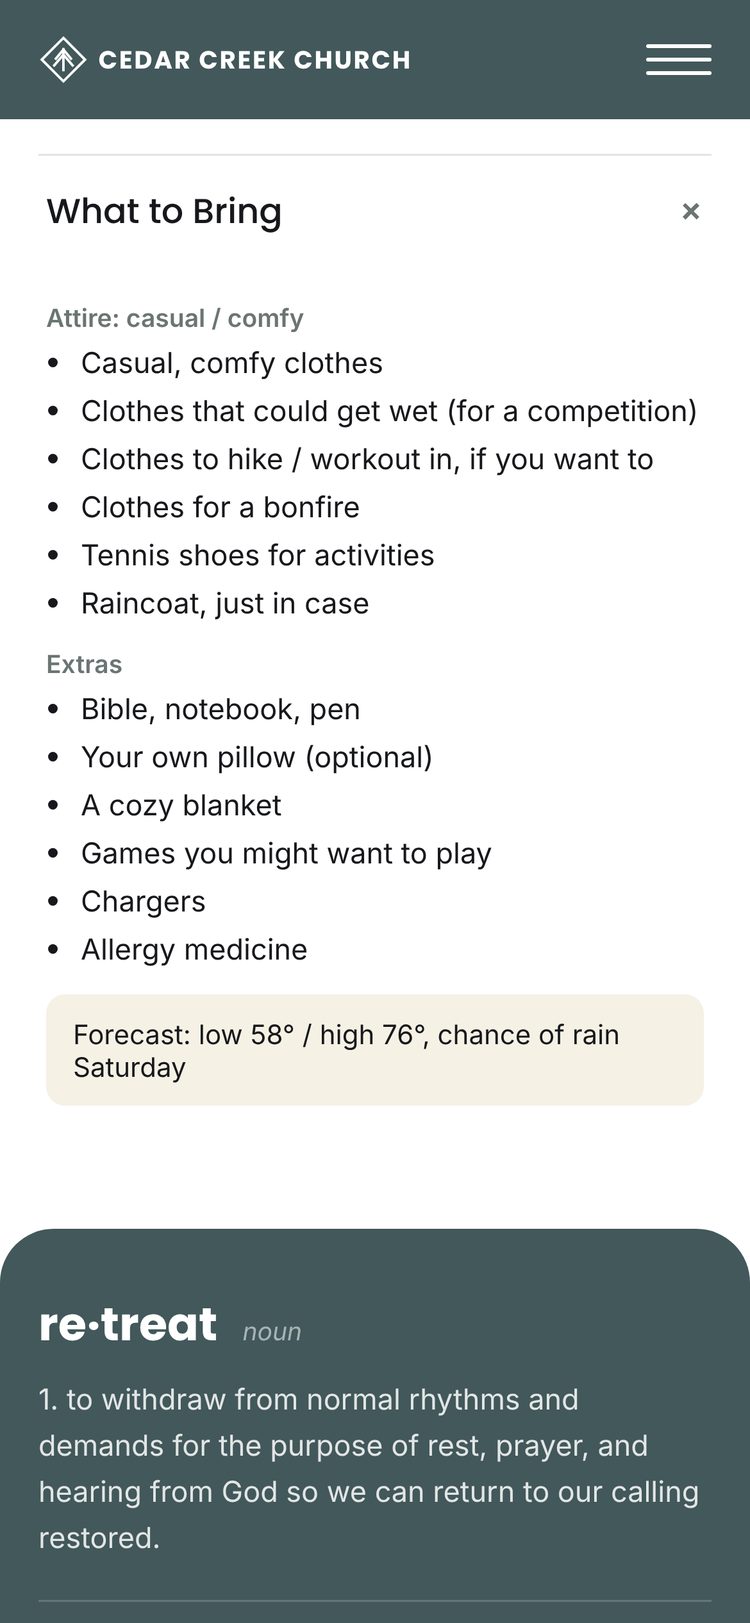 CEDAR CREEK CHURCH
What to Bring
Attire: casual / comfy
• Casual, comfy clothes
• Clothes that could get wet (for a competition)
• Clothes to hike / workout in, if you want to
• Clothes for a bonfire
• Tennis shoes for activities
• Raincoat, just in case
Extras
• Bible, notebook, pen
• Your own pillow (optional)
• A cozy blanket
• Games you might want to play
• Chargers
• Allergy medicine
Forecast: low 58° / high 76°, chance of rain
Saturday
re·treat noun
1. to withdraw from normal rhythms and
demands for the purpose of rest, prayer, and
hearing from God so we can return to our calling
restored.